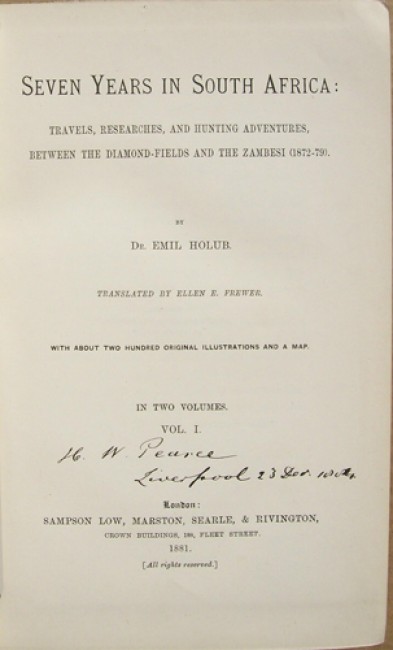 SEVEN YEARS IN SOUTH AFRICA:
TRAVELS, RESEARCHES, AND HUNTING ADVENTURES,
BETWEEN THE DIAMOND-FIELDS AND THE ZAMBESI (1872-79).
BY
DR. EMIL HOLUB.
TRANSLATED BY ELLEN E. FREWER.
WITH ABOUT TWO HUNDRED ORIGINAL ILLUSTRATIONS AND A MAP.
IN TWO VOLUMES.
VOL. I.
H. W. Pearce
Liverpool 23 Dec.
London:
SAMPSON LOW, MARSTON, SEARLE, & RIVINGTON,
CROWN BUILDINGS, 188, FLEET STREET.
1881.
[All rights reserved.]